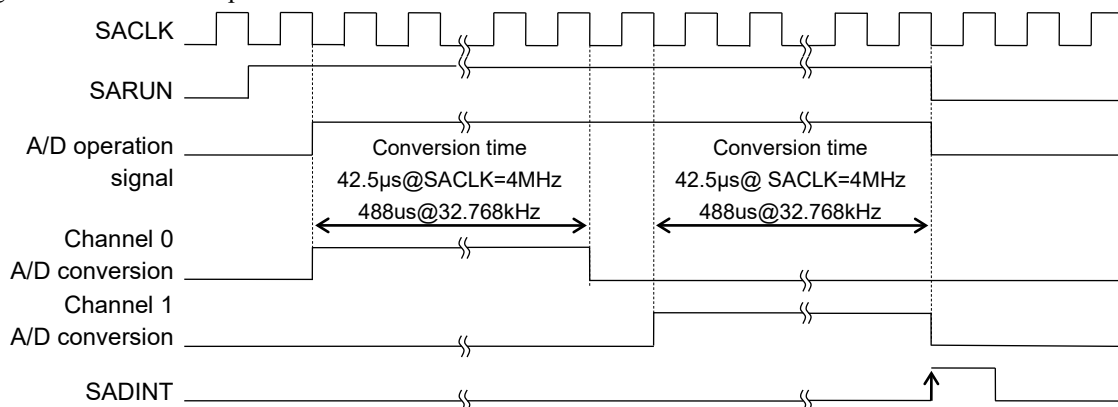 SACLK
SARUN
A/D operation
signal
Conversion time
42.5µs@SACLK=4MHz
488us@32.768kHz
Conversion time
42.5µs@ SACLK=4MHz
488us@32.768kHz
Channel 0
A/D conversion
Channel 1
A/D conversion
SADINT